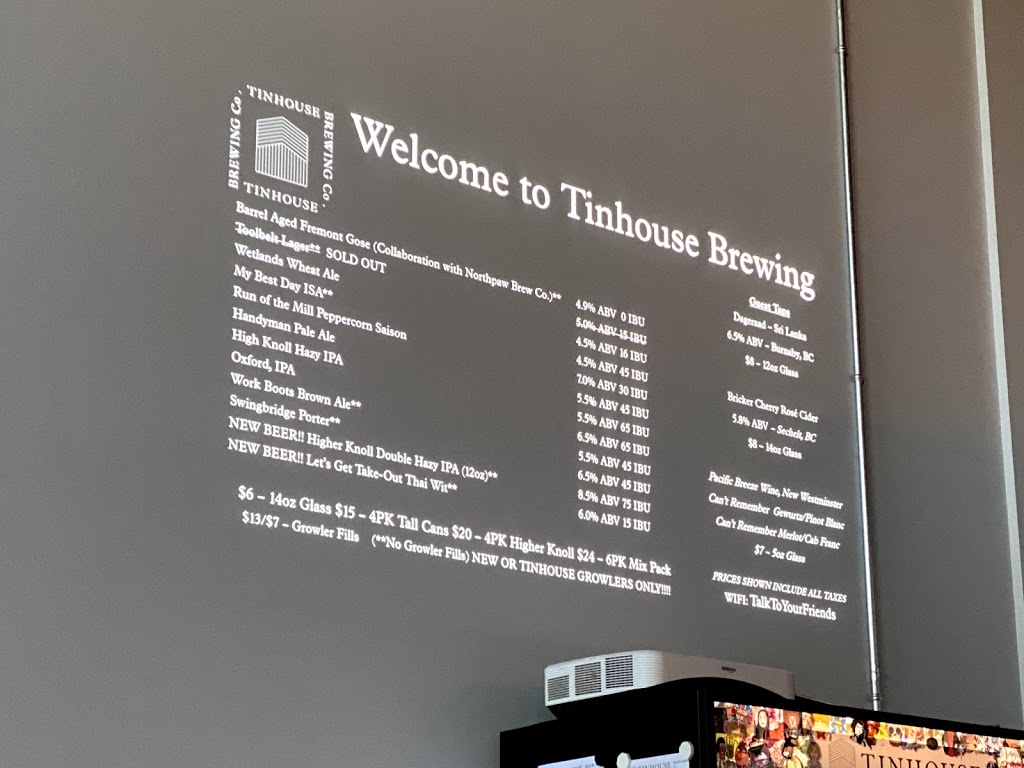 TINHOUSE
BREWING Co.
BREWING Co.
TINHOUSE
Welcome to Tinhouse Brewing
Barrel Aged Fremont Gose (Collaboration with Northpaw Brew Co.)** 4.9% ABV 0 IBU
Toolbelt Lager** SOLD OUT 5.0% ABV 15 IBU
Wetlands Wheat Ale 4.5% ABV 16 IBU
My Best Day ISA** 4.5% ABV 45 IBU
Run of the Mill Peppercorn Saison 7.0% ABV 30 IBU
Handyman Pale Ale 5.5% ABV 45 IBU
High Knoll Hazy IPA 5.5% ABV 65 IBU
Oxford, IPA 6.5% ABV 65 IBU
Work Boots Brown Ale** 5.5% ABV 45 IBU
Swingbridge Porter** 6.5% ABV 45 IBU
NEW BEER!! Higher Knoll Double Hazy IPA (12oz)** 8.5% ABV 75 IBU
NEW BEER!! Let's Get Take-Out Thai Wit** 6.0% ABV 15 IBU
$6 – 14oz Glass $15 – 4PK Tall Cans $20 – 4PK Higher Knoll $24 – 6PK Mix Pack
$13/$7 – Growler Fills (**No Growler Fills) NEW OR TINHOUSE GROWLERS ONLY!!!!
Guest Taps
Dageraad – Sri Lanka
6.5% ABV – Burnaby, BC
$8 – 12oz Glass
Bricker Cherry Rosé Cider
5.8% ABV – Sechelt, BC
$8 – 14oz Glass
Pacific Breeze Wine, New Westminster
Can't Remember Gewurtz/Pinot Blanc
Can't Remember Merlot/Cab Franc
$7 – 5oz Glass
PRICES SHOWN INCLUDE ALL TAXES
WIFI: TalkToYourFriends
TINHOUSE